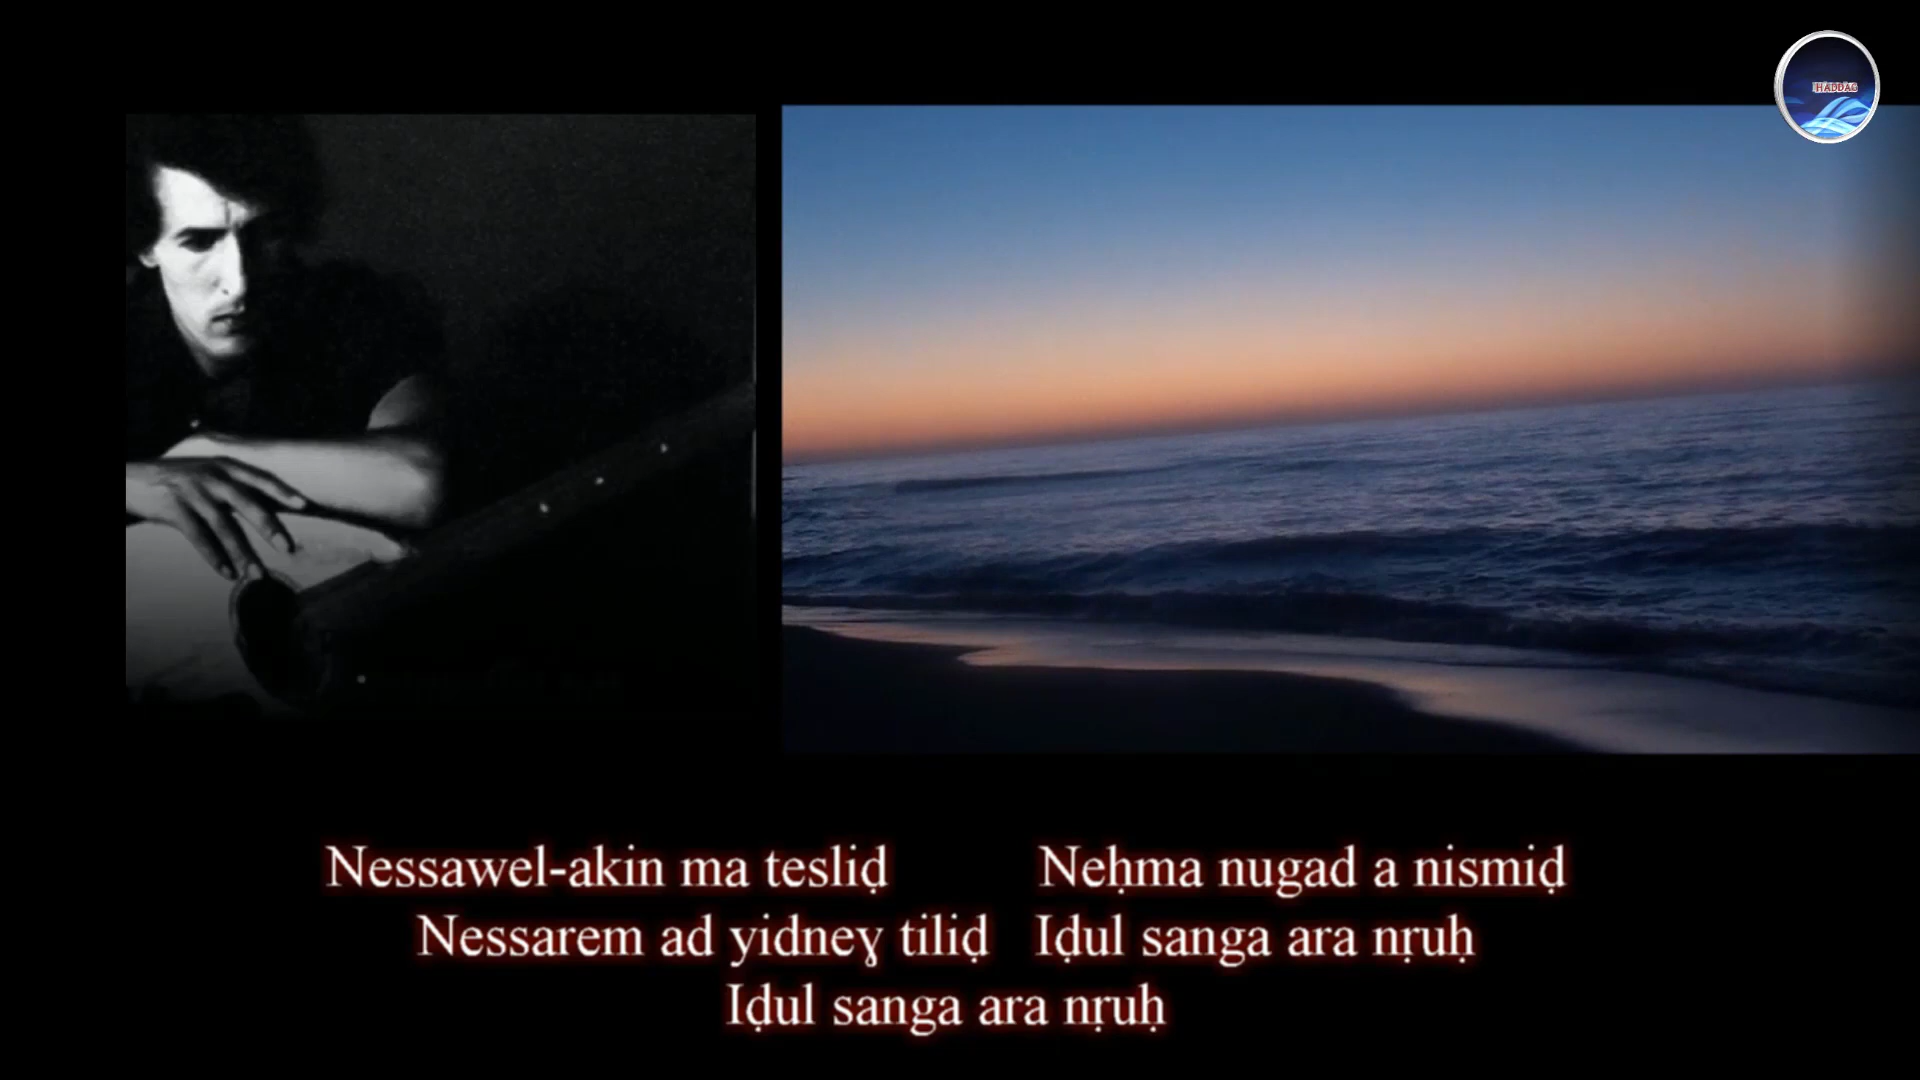 HADDAG
Nessawel-akin ma tesliḍ Neḥma nugad a nismiḍ
Nessarem ad yidneɣ tiliḍ Iḍul sanga ara nṛuḥ
Iḍul sanga ara nṛuḥ